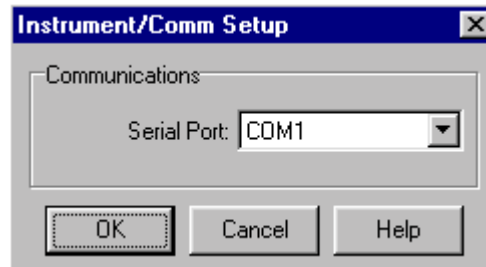 Instrument/Comm Setup
Communications
Serial Port: COM1
OK Cancel Help